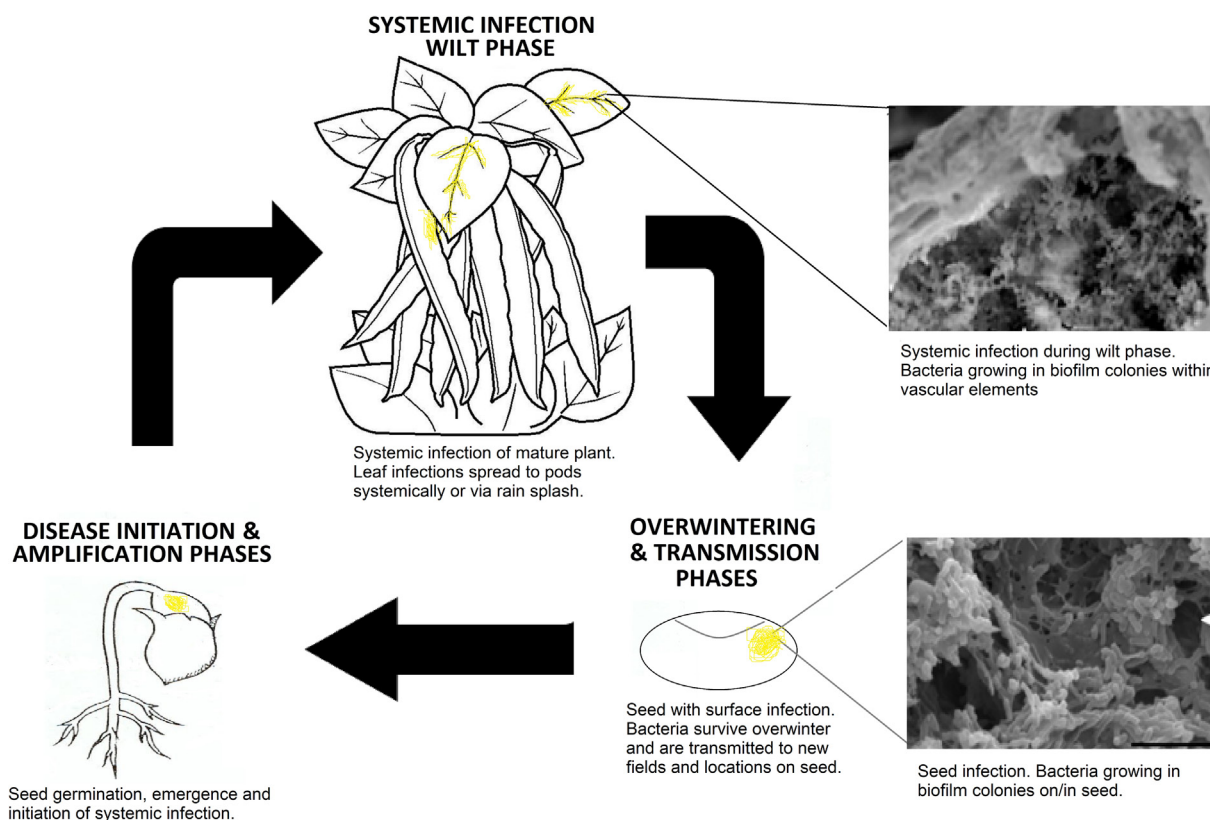 SYSTEMIC INFECTION
WILT PHASE
Systemic infection during wilt phase.
Bacteria growing in biofilm colonies within
vascular elements
Systemic infection of mature plant.
Leaf infections spread to pods
systemically or via rain splash.
DISEASE INITIATION &
AMPLIFICATION PHASES
OVERWINTERING
& TRANSMISSION
PHASES
Seed with surface infection.
Bacteria survive overwinter
and are transmitted to new
fields and locations on seed.
Seed infection. Bacteria growing in
biofilm colonies on/in seed.
Seed germination, emergence and
initiation of systemic infection.